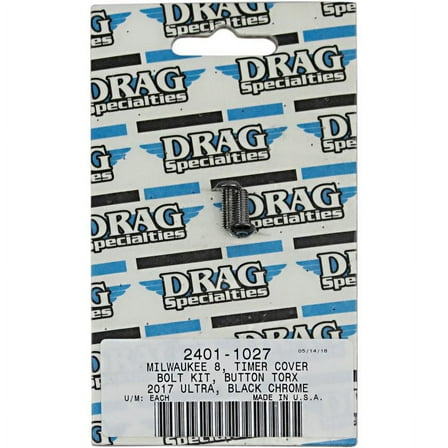 DRAG
Specialties
DRAG
Specialties
DRAG
Specialties
DRAG
Specialties
2401-1027
05/14/18
MILWAUKEE 8, TIMER COVER
BOLT KIT, BUTTON TORX
2017 ULTRA, BLACK CHROME
U/M: EACH MADE IN U.S.A.